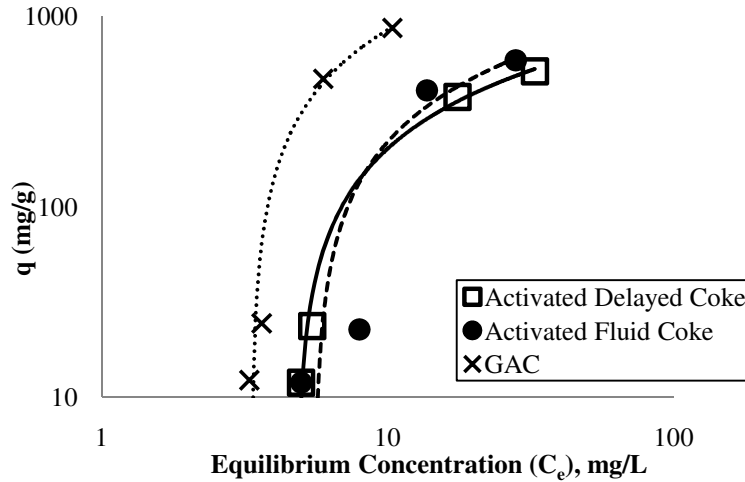 1000
100
10
q (mg/g)
Activated Delayed Coke
Activated Fluid Coke
GAC
1
10
100
Equilibrium Concentration (Cₑ), mg/L